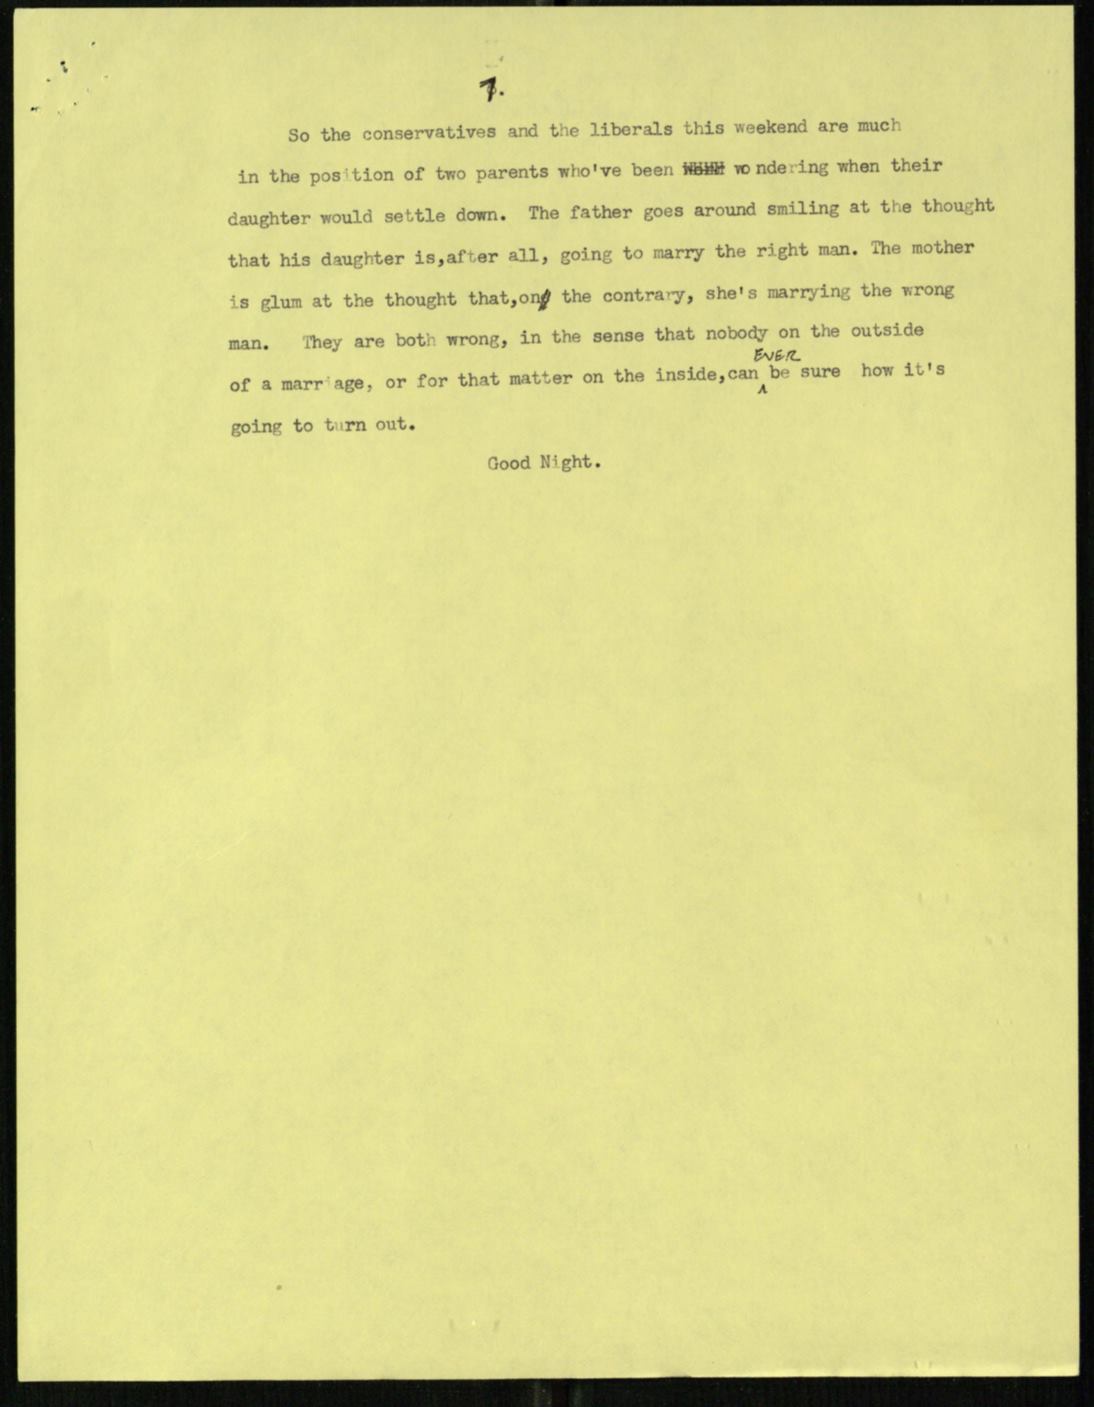 7.
So the conservatives and the liberals this weekend are much
in the position of two parents who've been wo ndering when their
daughter would settle down. The father goes around smiling at the thought
that his daughter is,after all, going to marry the right man. The mother
is glum at the thought that,on the contrary, she's marrying the wrong
man. They are both wrong, in the sense that nobody on the outside
EVER
of a marriage, or for that matter on the inside,can be sure how it's
going to turn out.
Good Night.